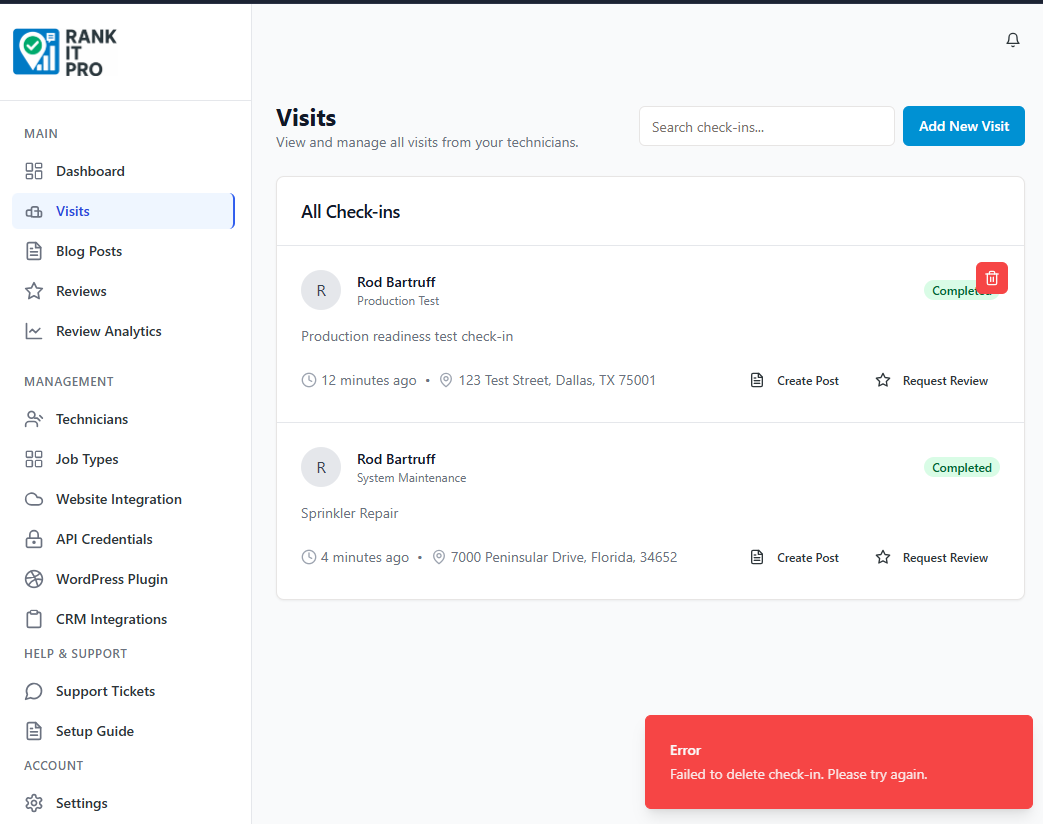 RANK
IT
PRO
MAIN
Dashboard
Visits
Blog Posts
Reviews
Review Analytics
MANAGEMENT
Technicians
Job Types
Website Integration
API Credentials
WordPress Plugin
CRM Integrations
HELP & SUPPORT
Support Tickets
Setup Guide
ACCOUNT
Settings
Visits
View and manage all visits from your technicians.
Search check-ins...
Add New Visit
All Check-ins
R
Rod Bartruff
Production Test
Completed
Production readiness test check-in
12 minutes ago • 123 Test Street, Dallas, TX 75001
Create Post
Request Review
R
Rod Bartruff
System Maintenance
Completed
Sprinkler Repair
4 minutes ago • 7000 Peninsular Drive, Florida, 34652
Create Post
Request Review
Error
Failed to delete check-in. Please try again.